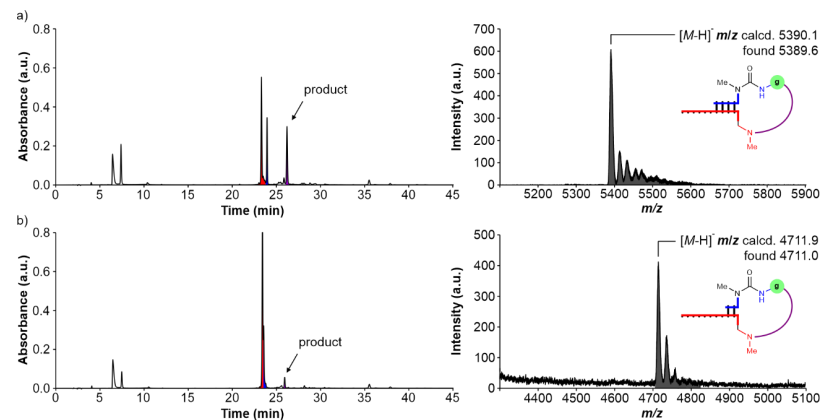 a)
Absorbance (a.u.)
0.8
0.6
0.4
0.2
0.0
product
0 5 10 15 20 25 30 35 40 45
Time (min)
Intensity (a.u.)
700
600
500
400
300
200
100
0
[M-H]⁻ m/z calcd. 5390.1
found 5389.6
O
Me N NH g
N
Me
5200 5300 5400 5500 5600 5700 5800 5900
m/z
b)
Absorbance (a.u.)
0.8
0.6
0.4
0.2
0.0
product
0 5 10 15 20 25 30 35 40 45
Time (min)
Intensity (a.u.)
500
400
300
200
100
0
[M-H]⁻ m/z calcd. 4711.9
found 4711.0
O
Me N NH g
N
Me
4300 4400 4500 4600 4700 4800 4900 5000 5100
m/z